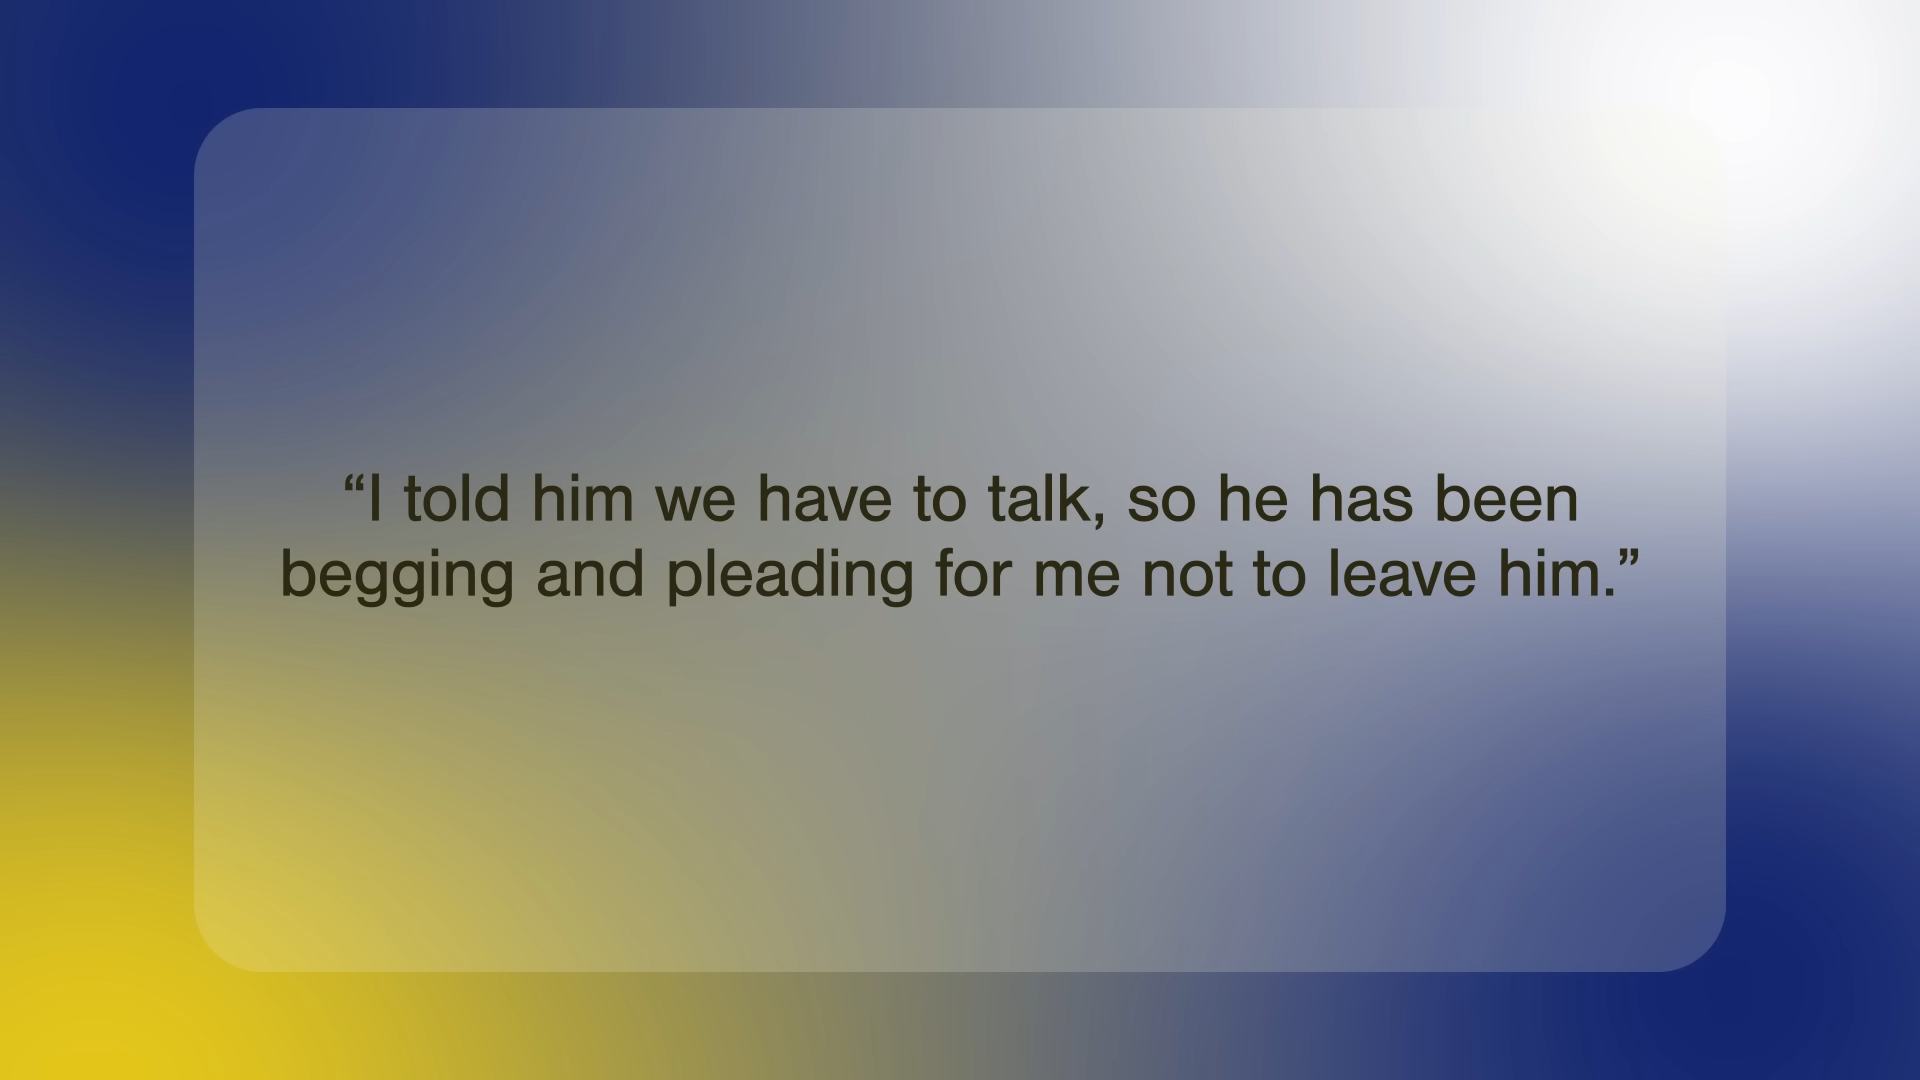 “I told him we have to talk, so he has been
begging and pleading for me not to leave him.”